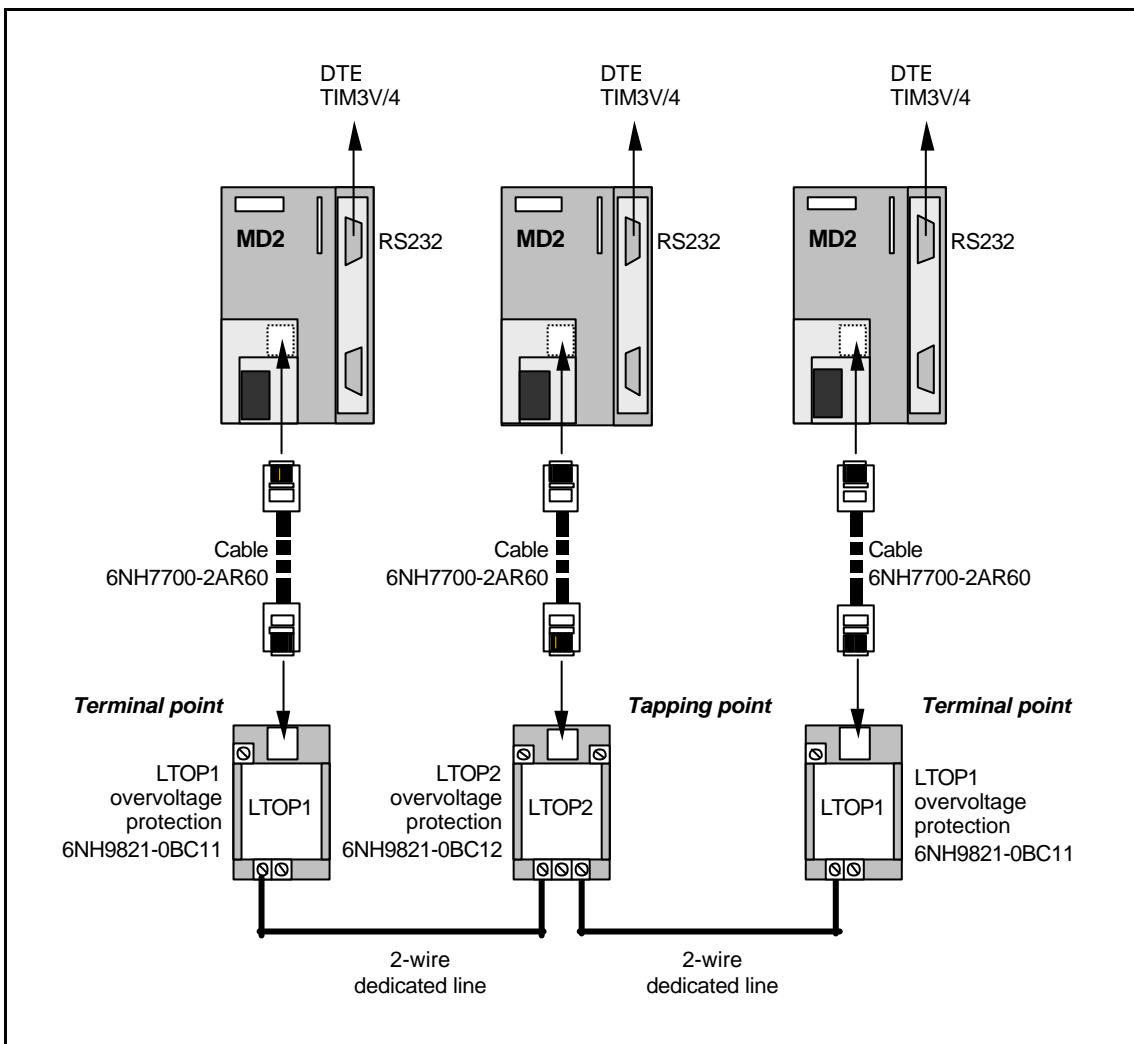 DTE
TIM3V/4
DTE
TIM3V/4
DTE
TIM3V/4
MD2
RS232
MD2
RS232
MD2
RS232
Cable
6NH7700-2AR60
Cable
6NH7700-2AR60
Cable
6NH7700-2AR60
Terminal point
Tapping point
Terminal point
LTOP1
overvoltage
protection
6NH9821-0BC11
LTOP1
LTOP2
overvoltage
protection
6NH9821-0BC12
LTOP2
LTOP1
LTOP1
overvoltage
protection
6NH9821-0BC11
2-wire
dedicated line
2-wire
dedicated line